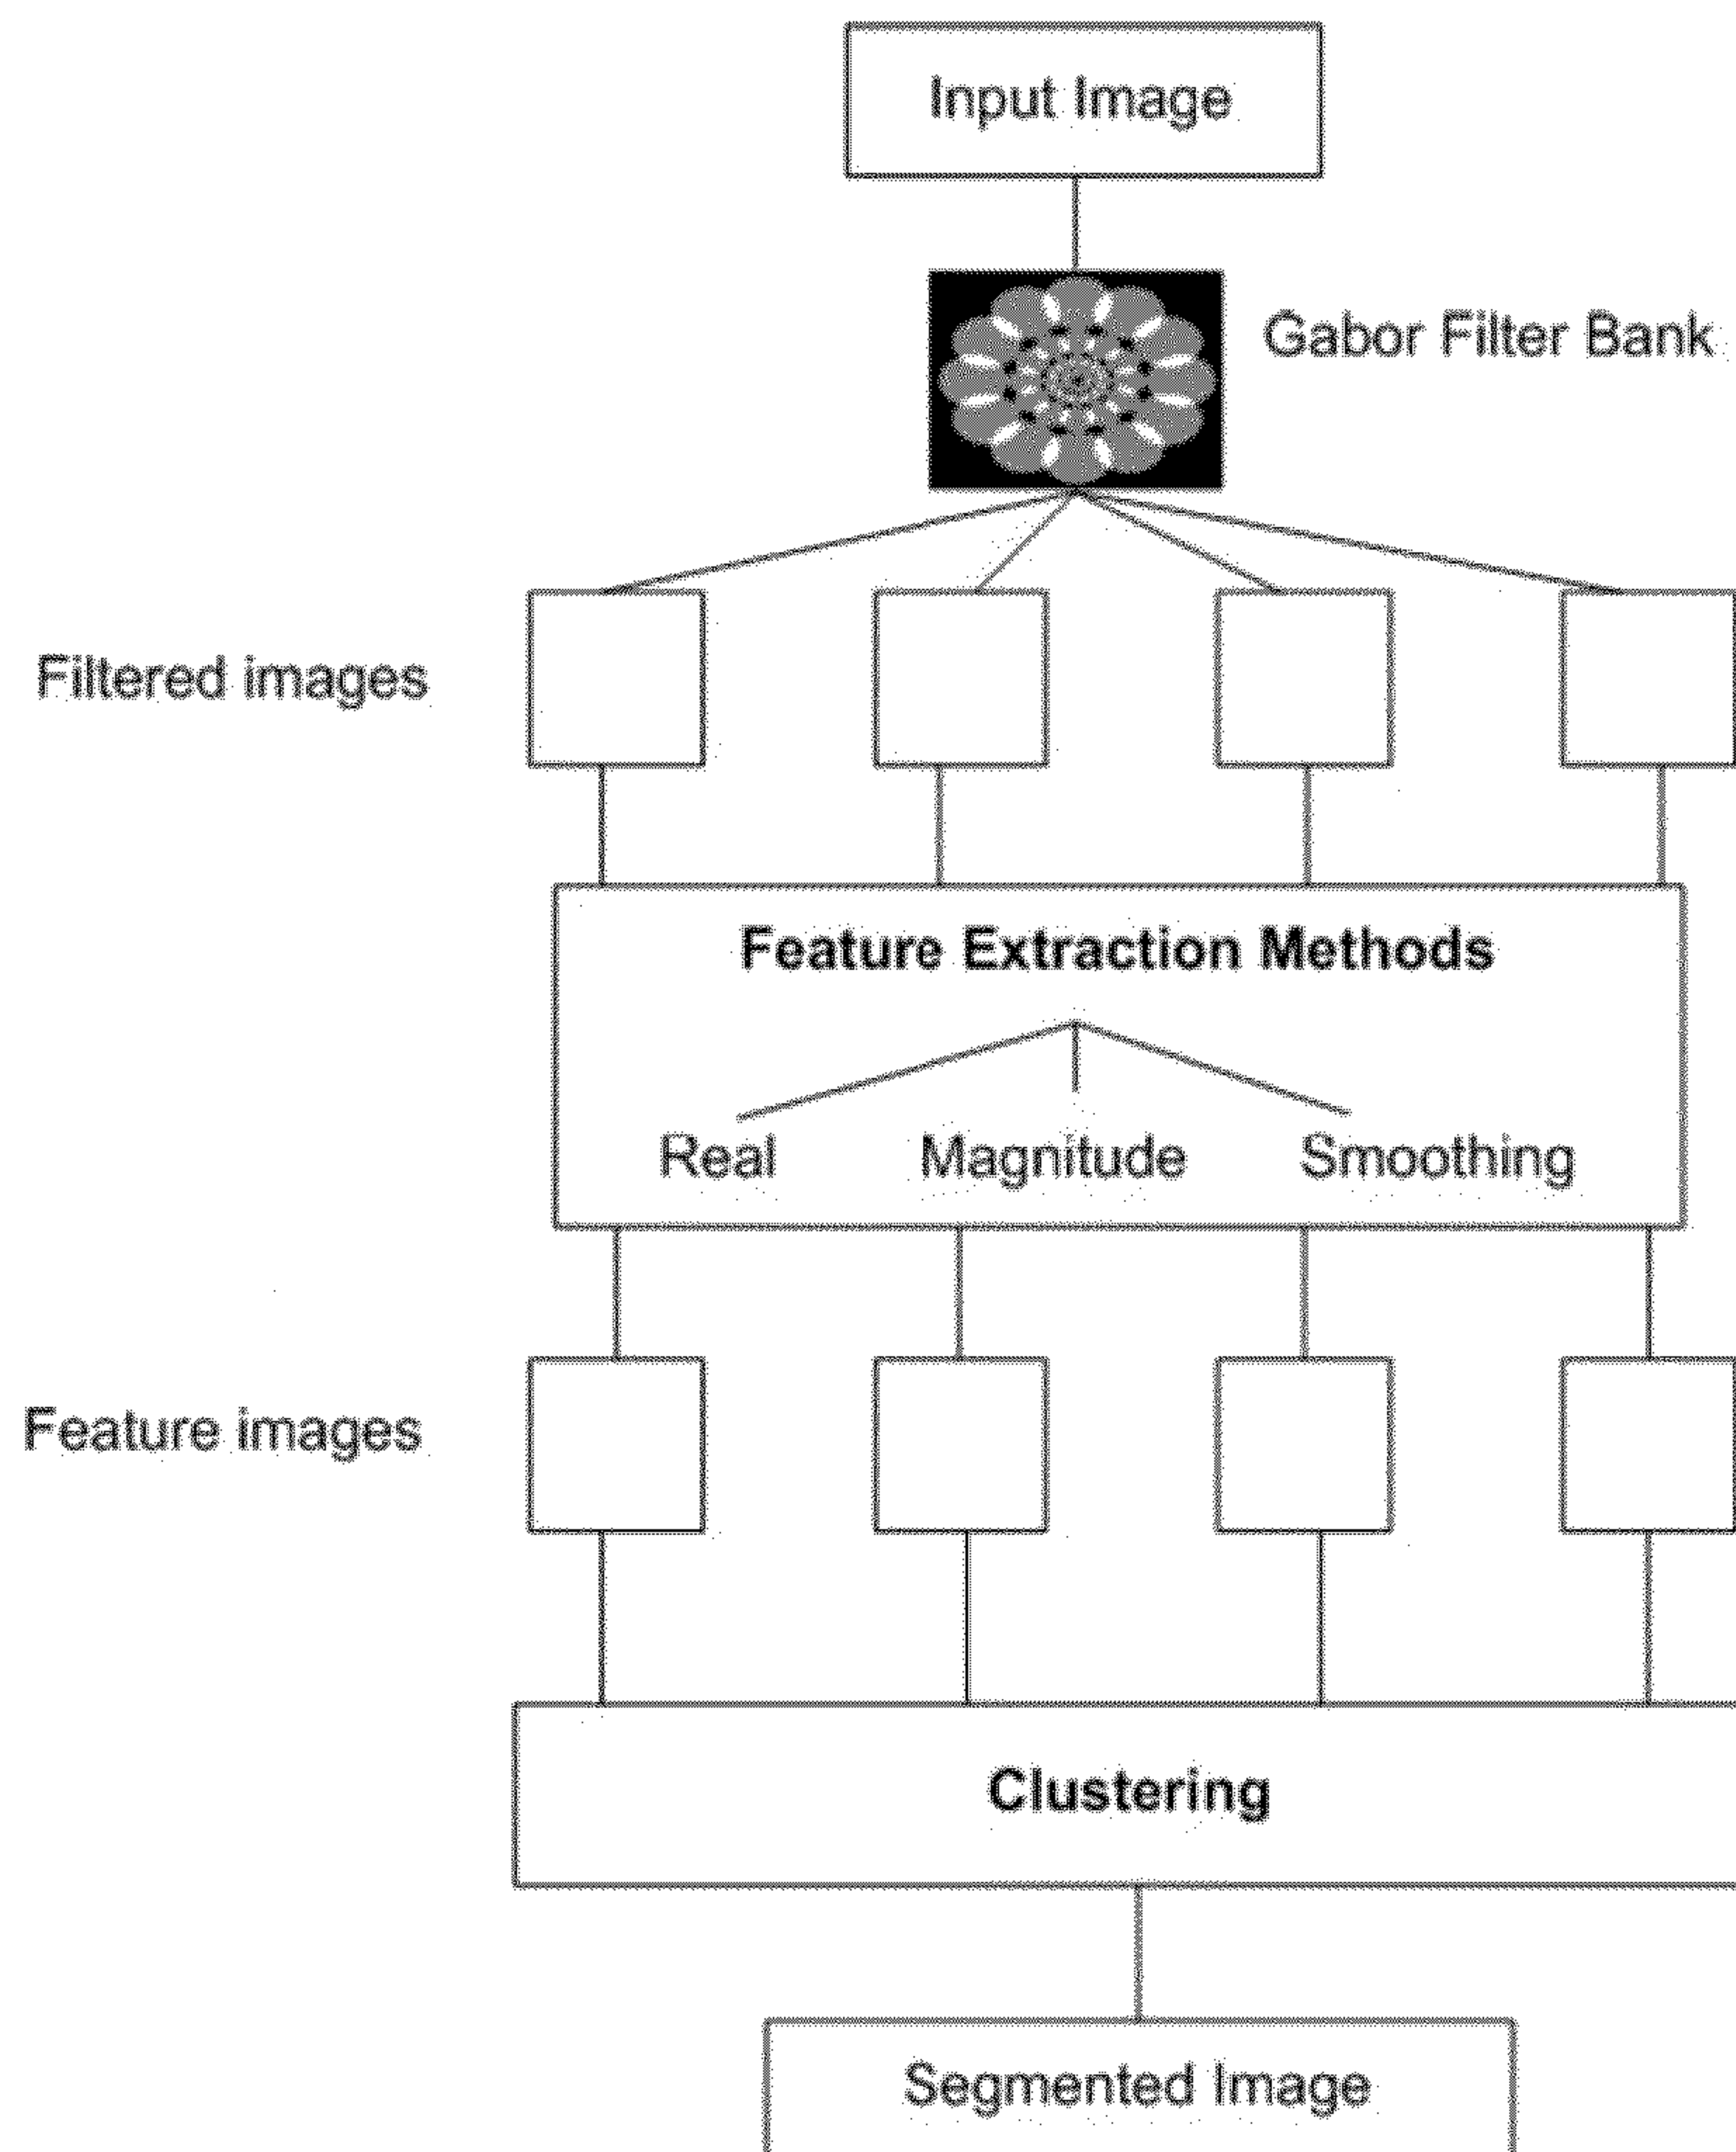 Input Image
Gabor Filter Bank
Filtered images
Feature Extraction Methods
Real Magnitude Smoothing
Feature images
Clustering
Segmented Image